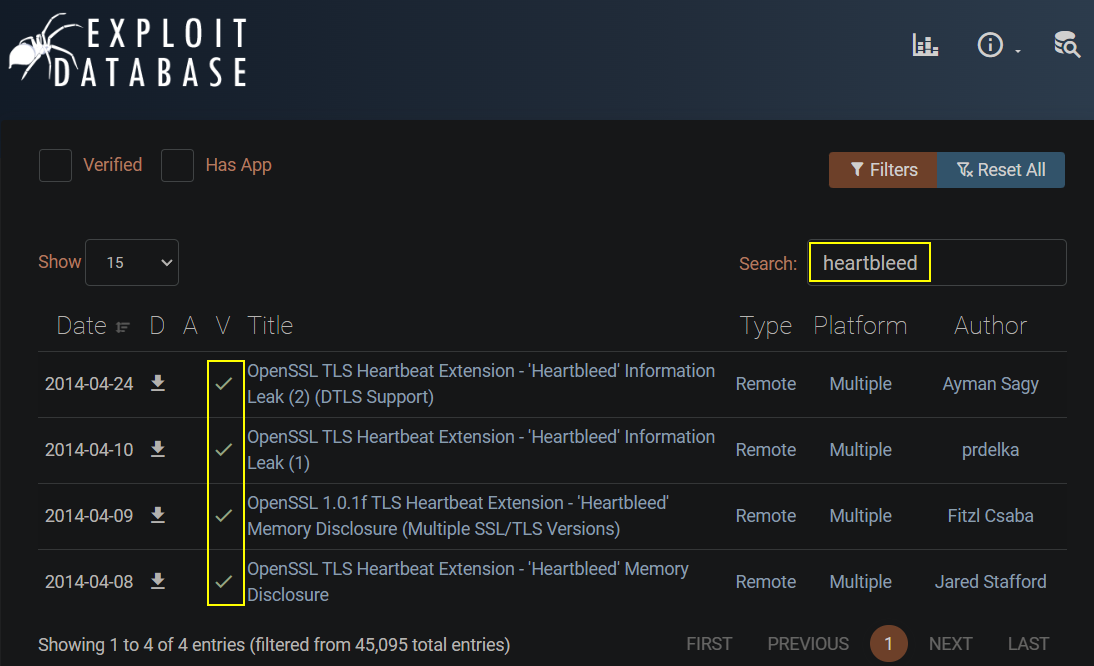 EXPLOIT
DATABASE
Verified Has App Filters Reset All
Show 15 Search: heartbleed
Date D A V Title Type Platform Author
2014-04-24 OpenSSL TLS Heartbeat Extension - 'Heartbleed' Information Remote Multiple Ayman Sagy
Leak (2) (DTLS Support)
2014-04-10 OpenSSL TLS Heartbeat Extension - 'Heartbleed' Information Remote Multiple prdelka
Leak (1)
2014-04-09 OpenSSL 1.0.1f TLS Heartbeat Extension - 'Heartbleed' Remote Multiple Fitzl Csaba
Memory Disclosure (Multiple SSL/TLS Versions)
2014-04-08 OpenSSL TLS Heartbeat Extension - 'Heartbleed' Memory Remote Multiple Jared Stafford
Disclosure
Showing 1 to 4 of 4 entries (filtered from 45,095 total entries) FIRST PREVIOUS 1 NEXT LAST